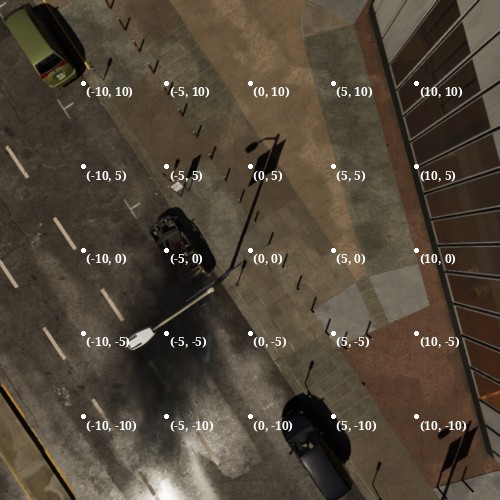 (-10, 10) (-5, 10) (0, 10) (5, 10) (10, 10)
(-10, 5) (-5, 5) (0, 5) (5, 5) (10, 5)
(-10, 0) (-5, 0) (0, 0) (5, 0) (10, 0)
(-10, -5) (-5, -5) (0, -5) (5, -5) (10, -5)
(-10, -10) (-5, -10) (0, -10) (5, -10) (10, -10)